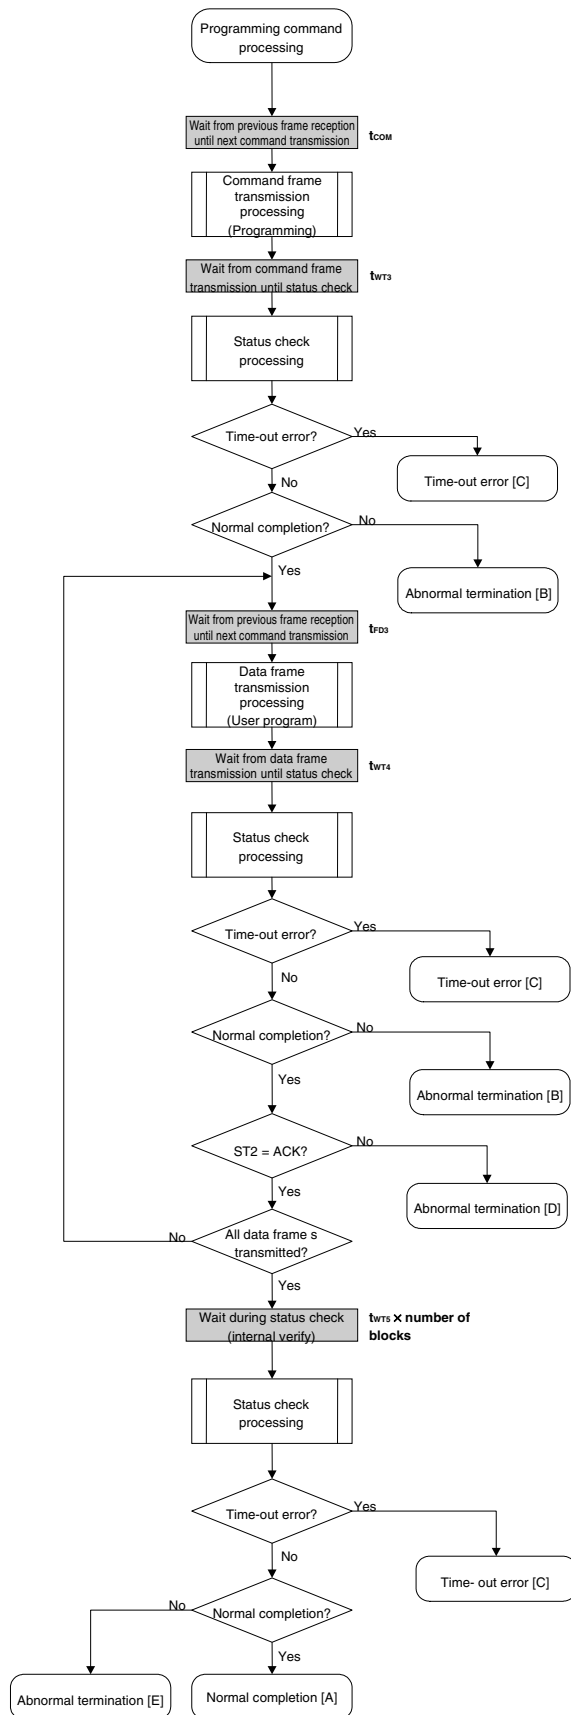 Programming command
processing
Wait from previous frame reception
until next command transmission
tCOM
Command frame
transmission
processing
(Programming)
Wait from command frame
transmission until status check
tWT3
Status check
processing
Time-out error?
Yes
Time-out error [C]
No
Normal completion?
No
Abnormal termination [B]
Yes
Wait from previous frame reception
until next command transmission
tFD3
Data frame
transmission
processing
(User program)
Wait from data frame
transmission until status check
tWT4
Status check
processing
Time-out error?
Yes
Time-out error [C]
No
Normal completion?
No
Abnormal termination [B]
Yes
ST2 = ACK?
No
Abnormal termination [D]
Yes
No
All data frame s
transmitted?
Yes
Wait during status check
(internal verify)
tWT5 × number of
blocks
Status check
processing
Time-out error?
Yes
Time- out error [C]
No
No
Normal completion?
Yes
Abnormal termination [E]
Normal completion [A]